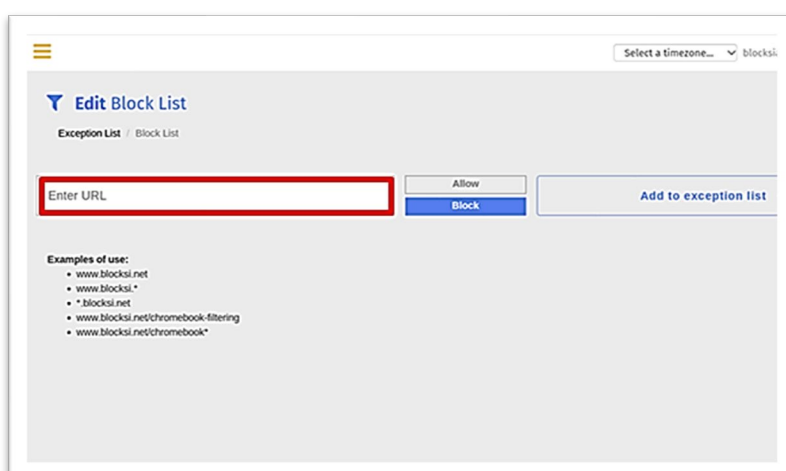 Select a timezone... blocksi.
Edit Block List
Exception List / Block List
Enter URL
Allow
Block
Add to exception list
Examples of use:
• www.blocksi.net
• www.blocksi.*
• *.blocksi.net
• www.blocksi.net/chromebook-filtering
• www.blocksi.net/chromebook*